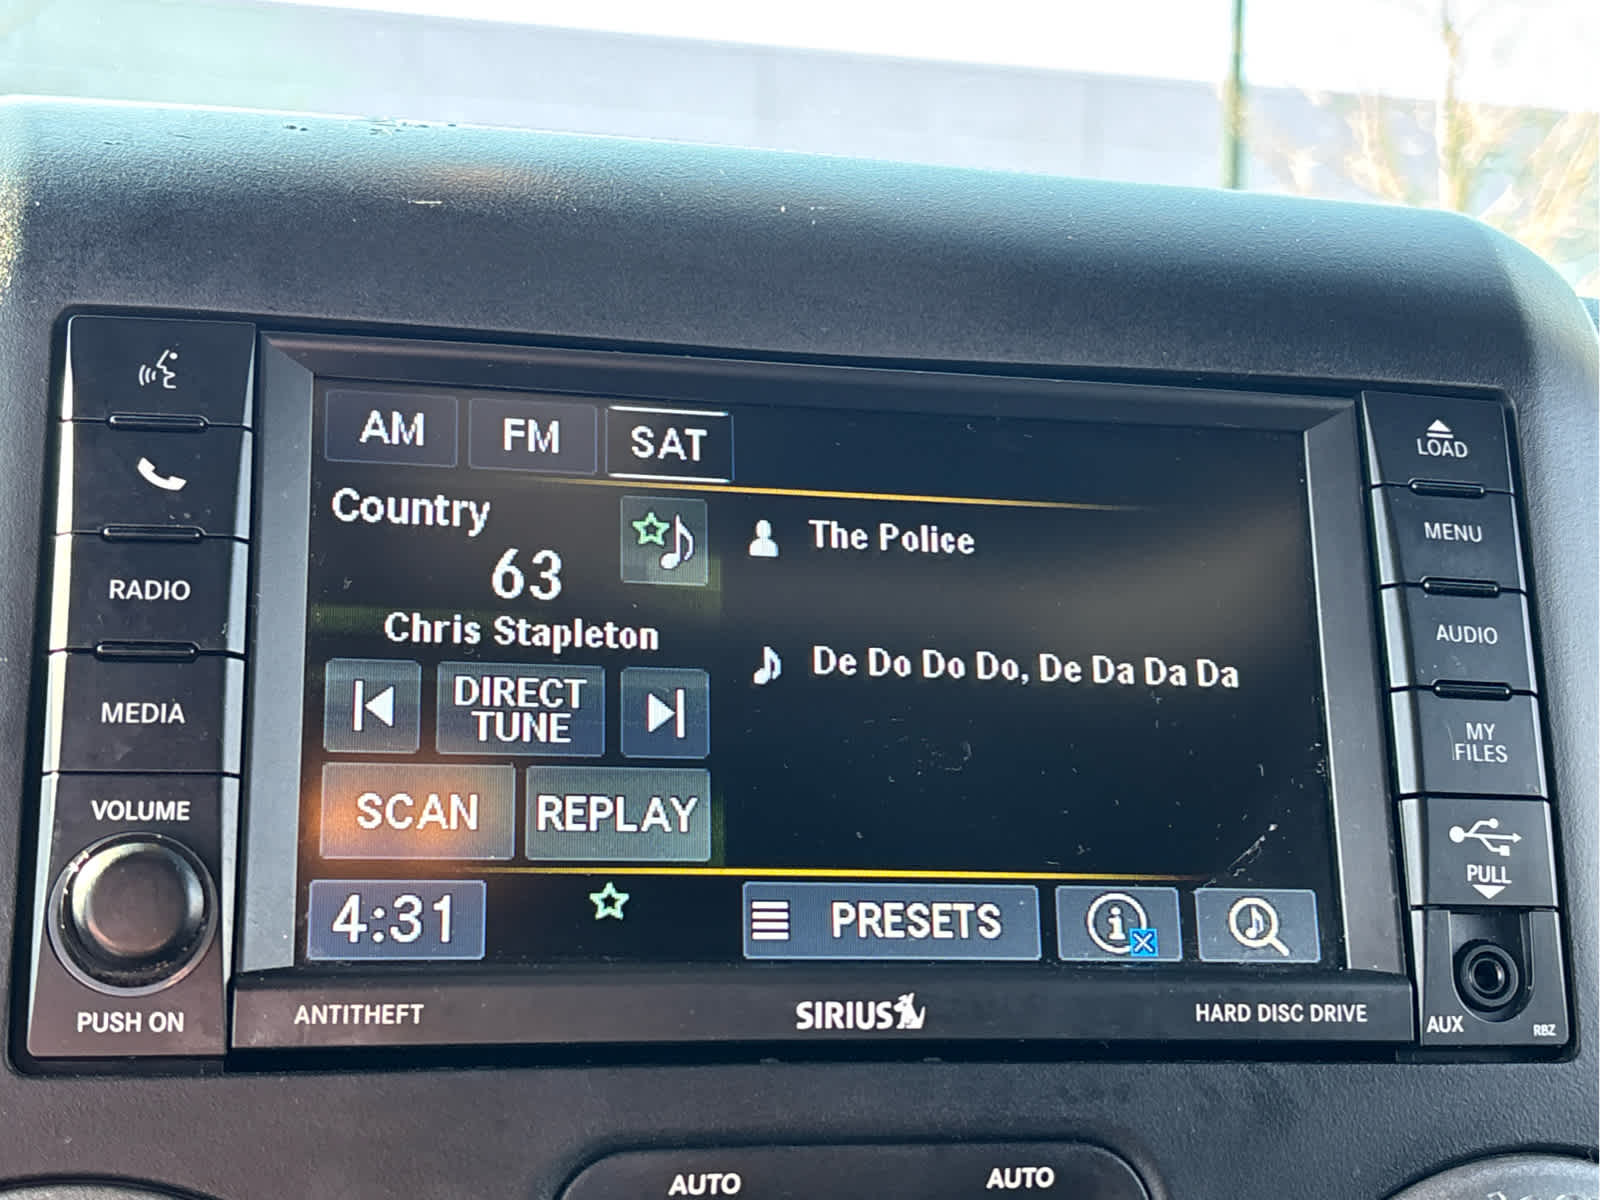 AM FM SAT
Country
63
Chris Stapleton
The Police
De Do Do Do, De Da Da Da
DIRECT
TUNE
SCAN REPLAY
4:31 PRESETS
RADIO
MEDIA
VOLUME
PUSH ON
LOAD
MENU
AUDIO
MY
FILES
PULL
AUX RBZ
ANTITHEFT SIRIUS HARD DISC DRIVE
AUTO AUTO